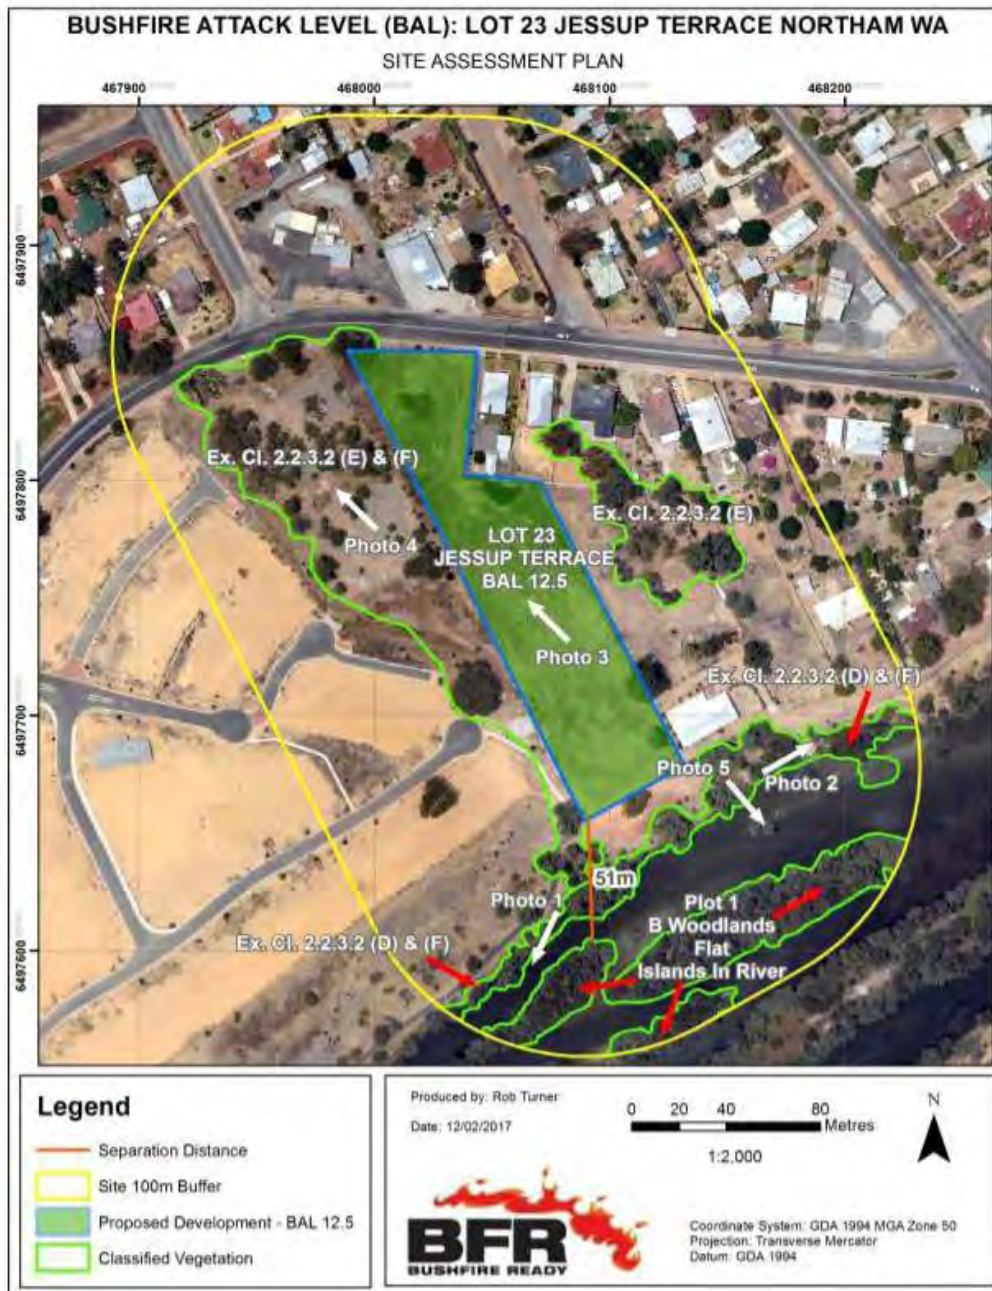 BUSHFIRE ATTACK LEVEL (BAL): LOT 23 JESSUP TERRACE NORTHAM WA
SITE ASSESSMENT PLAN
467900
468000
468100
468200
6497900
6497800
6497700
6497600
Ex. Cl. 2.2.3.2 (E) & (F)
Photo 4
Ex. Cl. 2.2.3.2 (E)
LOT 23
JESSUP TERRACE
BAL 12.5
Photo 3
Ex. Cl. 2.2.3.2 (D) & (F)
Photo 5
Photo 2
51m
Photo 1
Plot 1
B Woodlands
Flat
Islands In River
Ex. Cl. 2.2.3.2 (D) & (F)
Legend
Separation Distance
Site 100m Buffer
Proposed Development - BAL 12.5
Classified Vegetation
Produced by: Rob Turner
Date: 12/02/2017
0 20 40 80
Metres
1:2,000
N
BFR
BUSHFIRE READY
Coordinate System: GDA 1994 MGA Zone 50
Projection: Transverse Mercator
Datum: GDA 1994